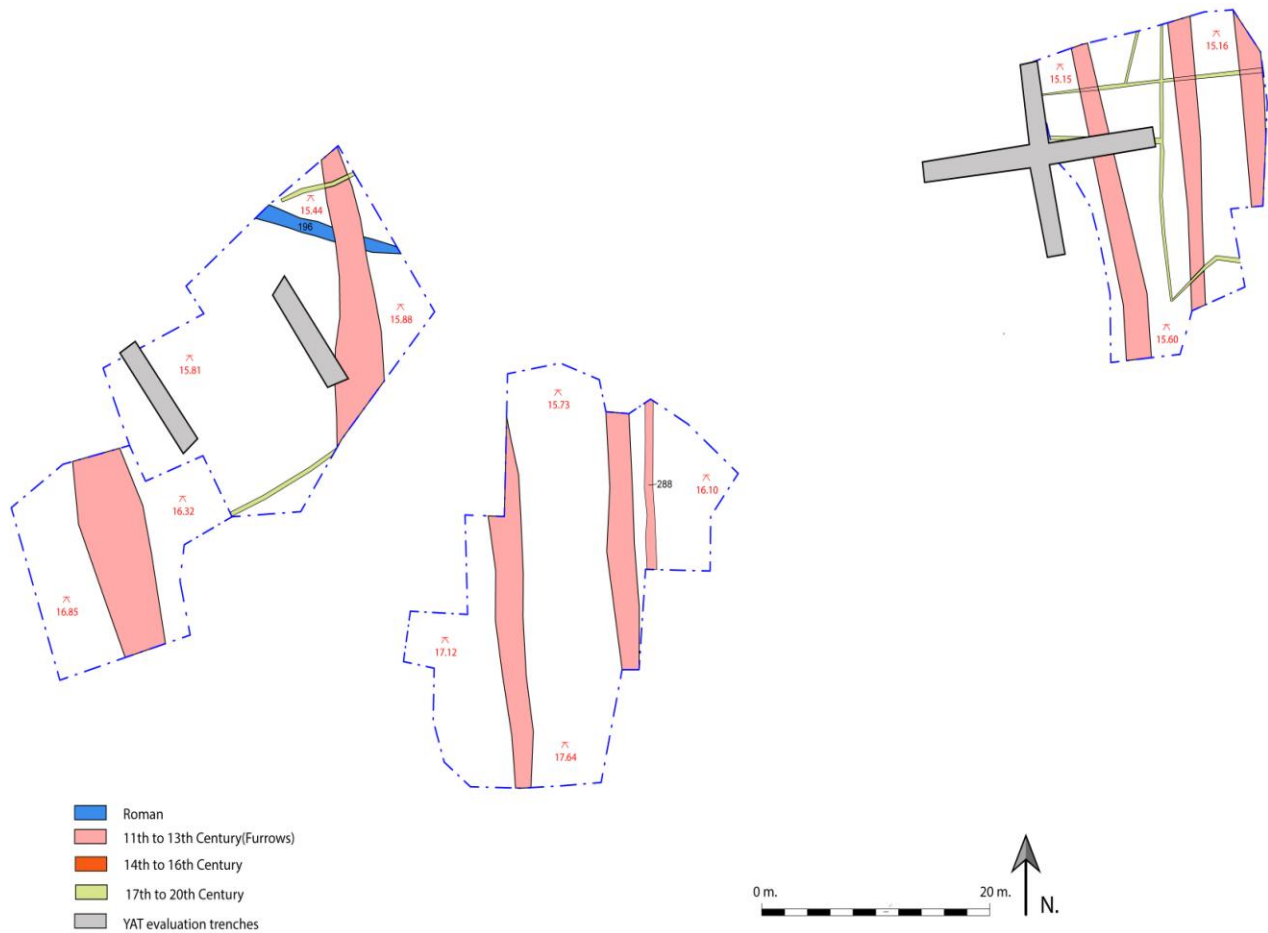 15.16
15.15
15.44
196
15.88
15.60
15.81
15.73
288
16.10
16.32
16.85
17.12
17.64
Roman
11th to 13th Century(Furrows)
14th to 16th Century
17th to 20th Century
YAT evaluation trenches
0 m.
20 m.
N.